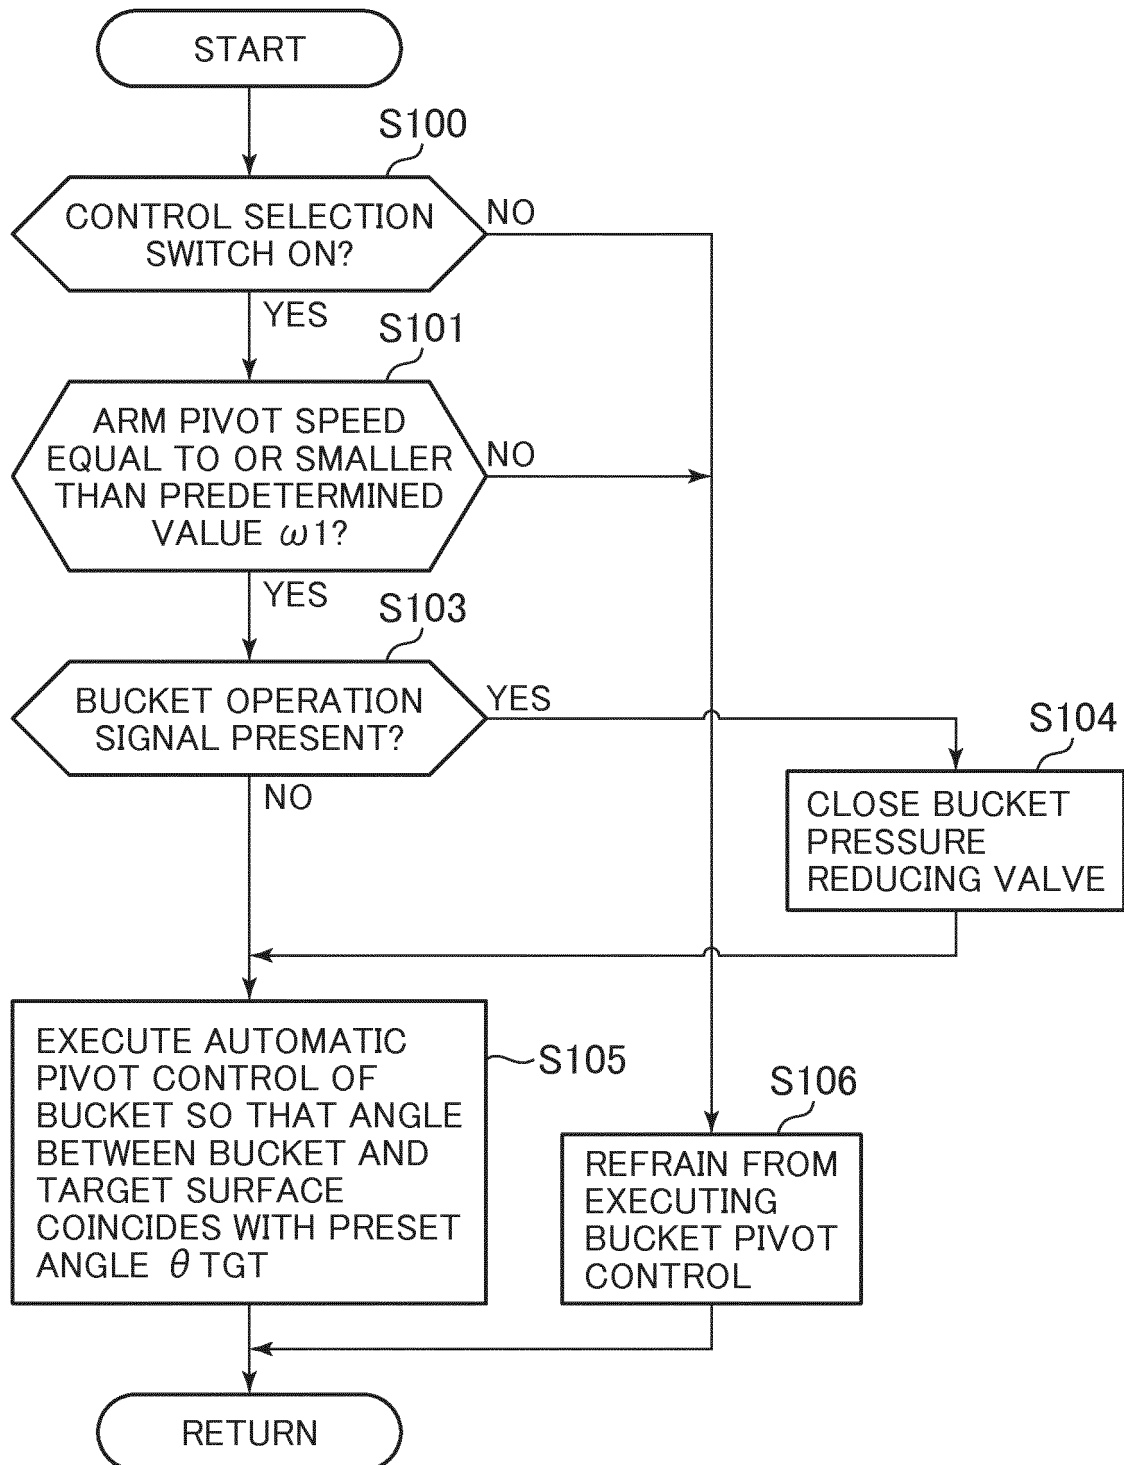 START
S100
CONTROL SELECTION
SWITCH ON?
NO
YES
S101
ARM PIVOT SPEED
EQUAL TO OR SMALLER
THAN PREDETERMINED
VALUE ω1?
NO
YES
S103
BUCKET OPERATION
SIGNAL PRESENT?
YES
NO
S104
CLOSE BUCKET
PRESSURE
REDUCING VALVE
EXECUTE AUTOMATIC
PIVOT CONTROL OF
BUCKET SO THAT ANGLE
BETWEEN BUCKET AND
TARGET SURFACE
COINCIDES WITH PRESET
ANGLE θ TGT
S105
S106
REFRAIN FROM
EXECUTING
BUCKET PIVOT
CONTROL
RETURN